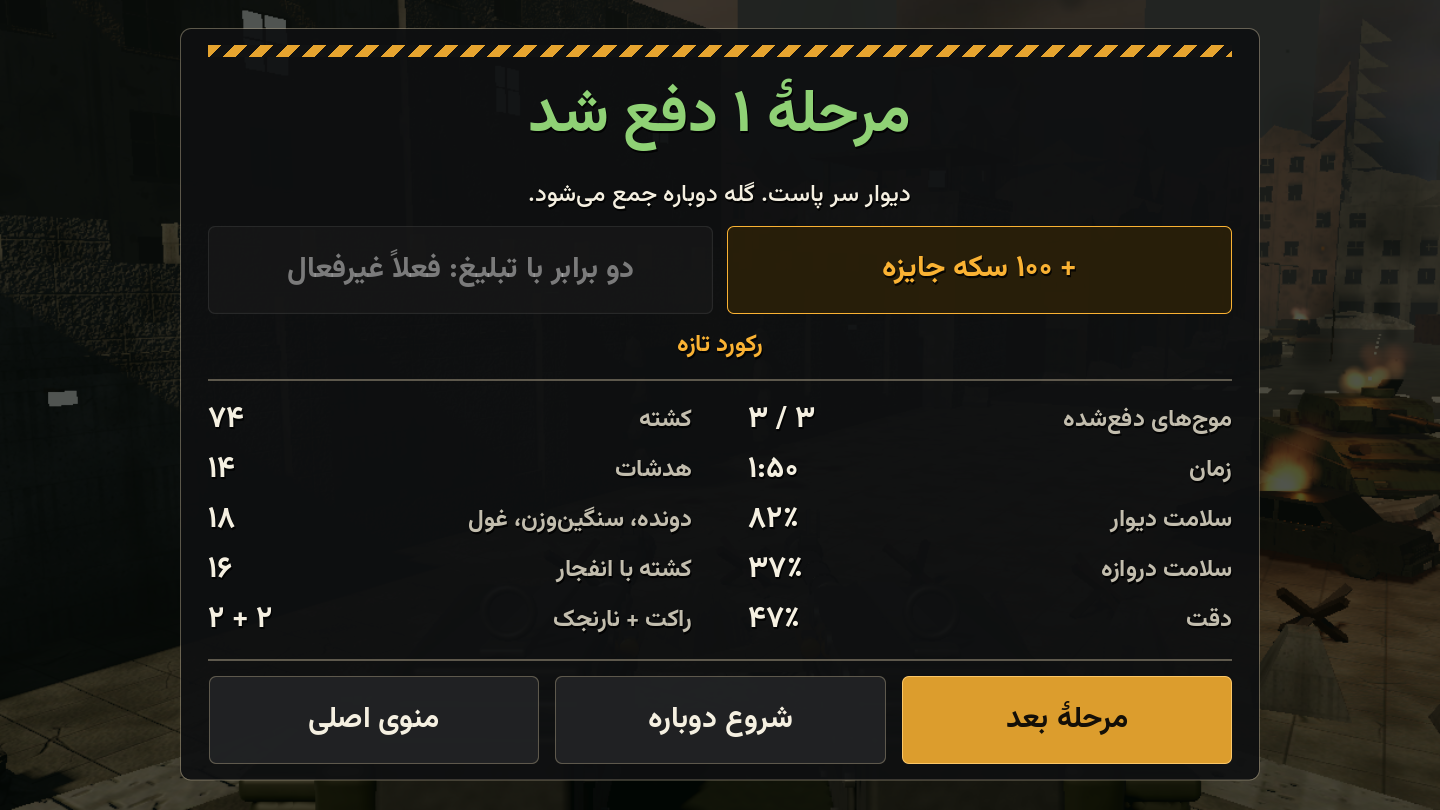 مرحلهٔ ۱ دفع شد
دیوار سر پاست. گله دوباره جمع می‌شود.
+ ۱۰۰ سکه جایزه
دو برابر با تبلیغ: فعلاً غیرفعال
رکورد تازه
موج‌های دفع‌شده ۳ / ۳
کشته ۷۴
زمان ۱:۵۰
هدشات ۱۴
سلامت دیوار ۸۲٪
دونده، سنگین‌وزن، غول ۱۸
سلامت دروازه ۳۷٪
کشته با انفجار ۱۶
دقت ۴۷٪
راکت + نارنجک ۲ + ۲
مرحلهٔ بعد
شروع دوباره
منوی اصلی